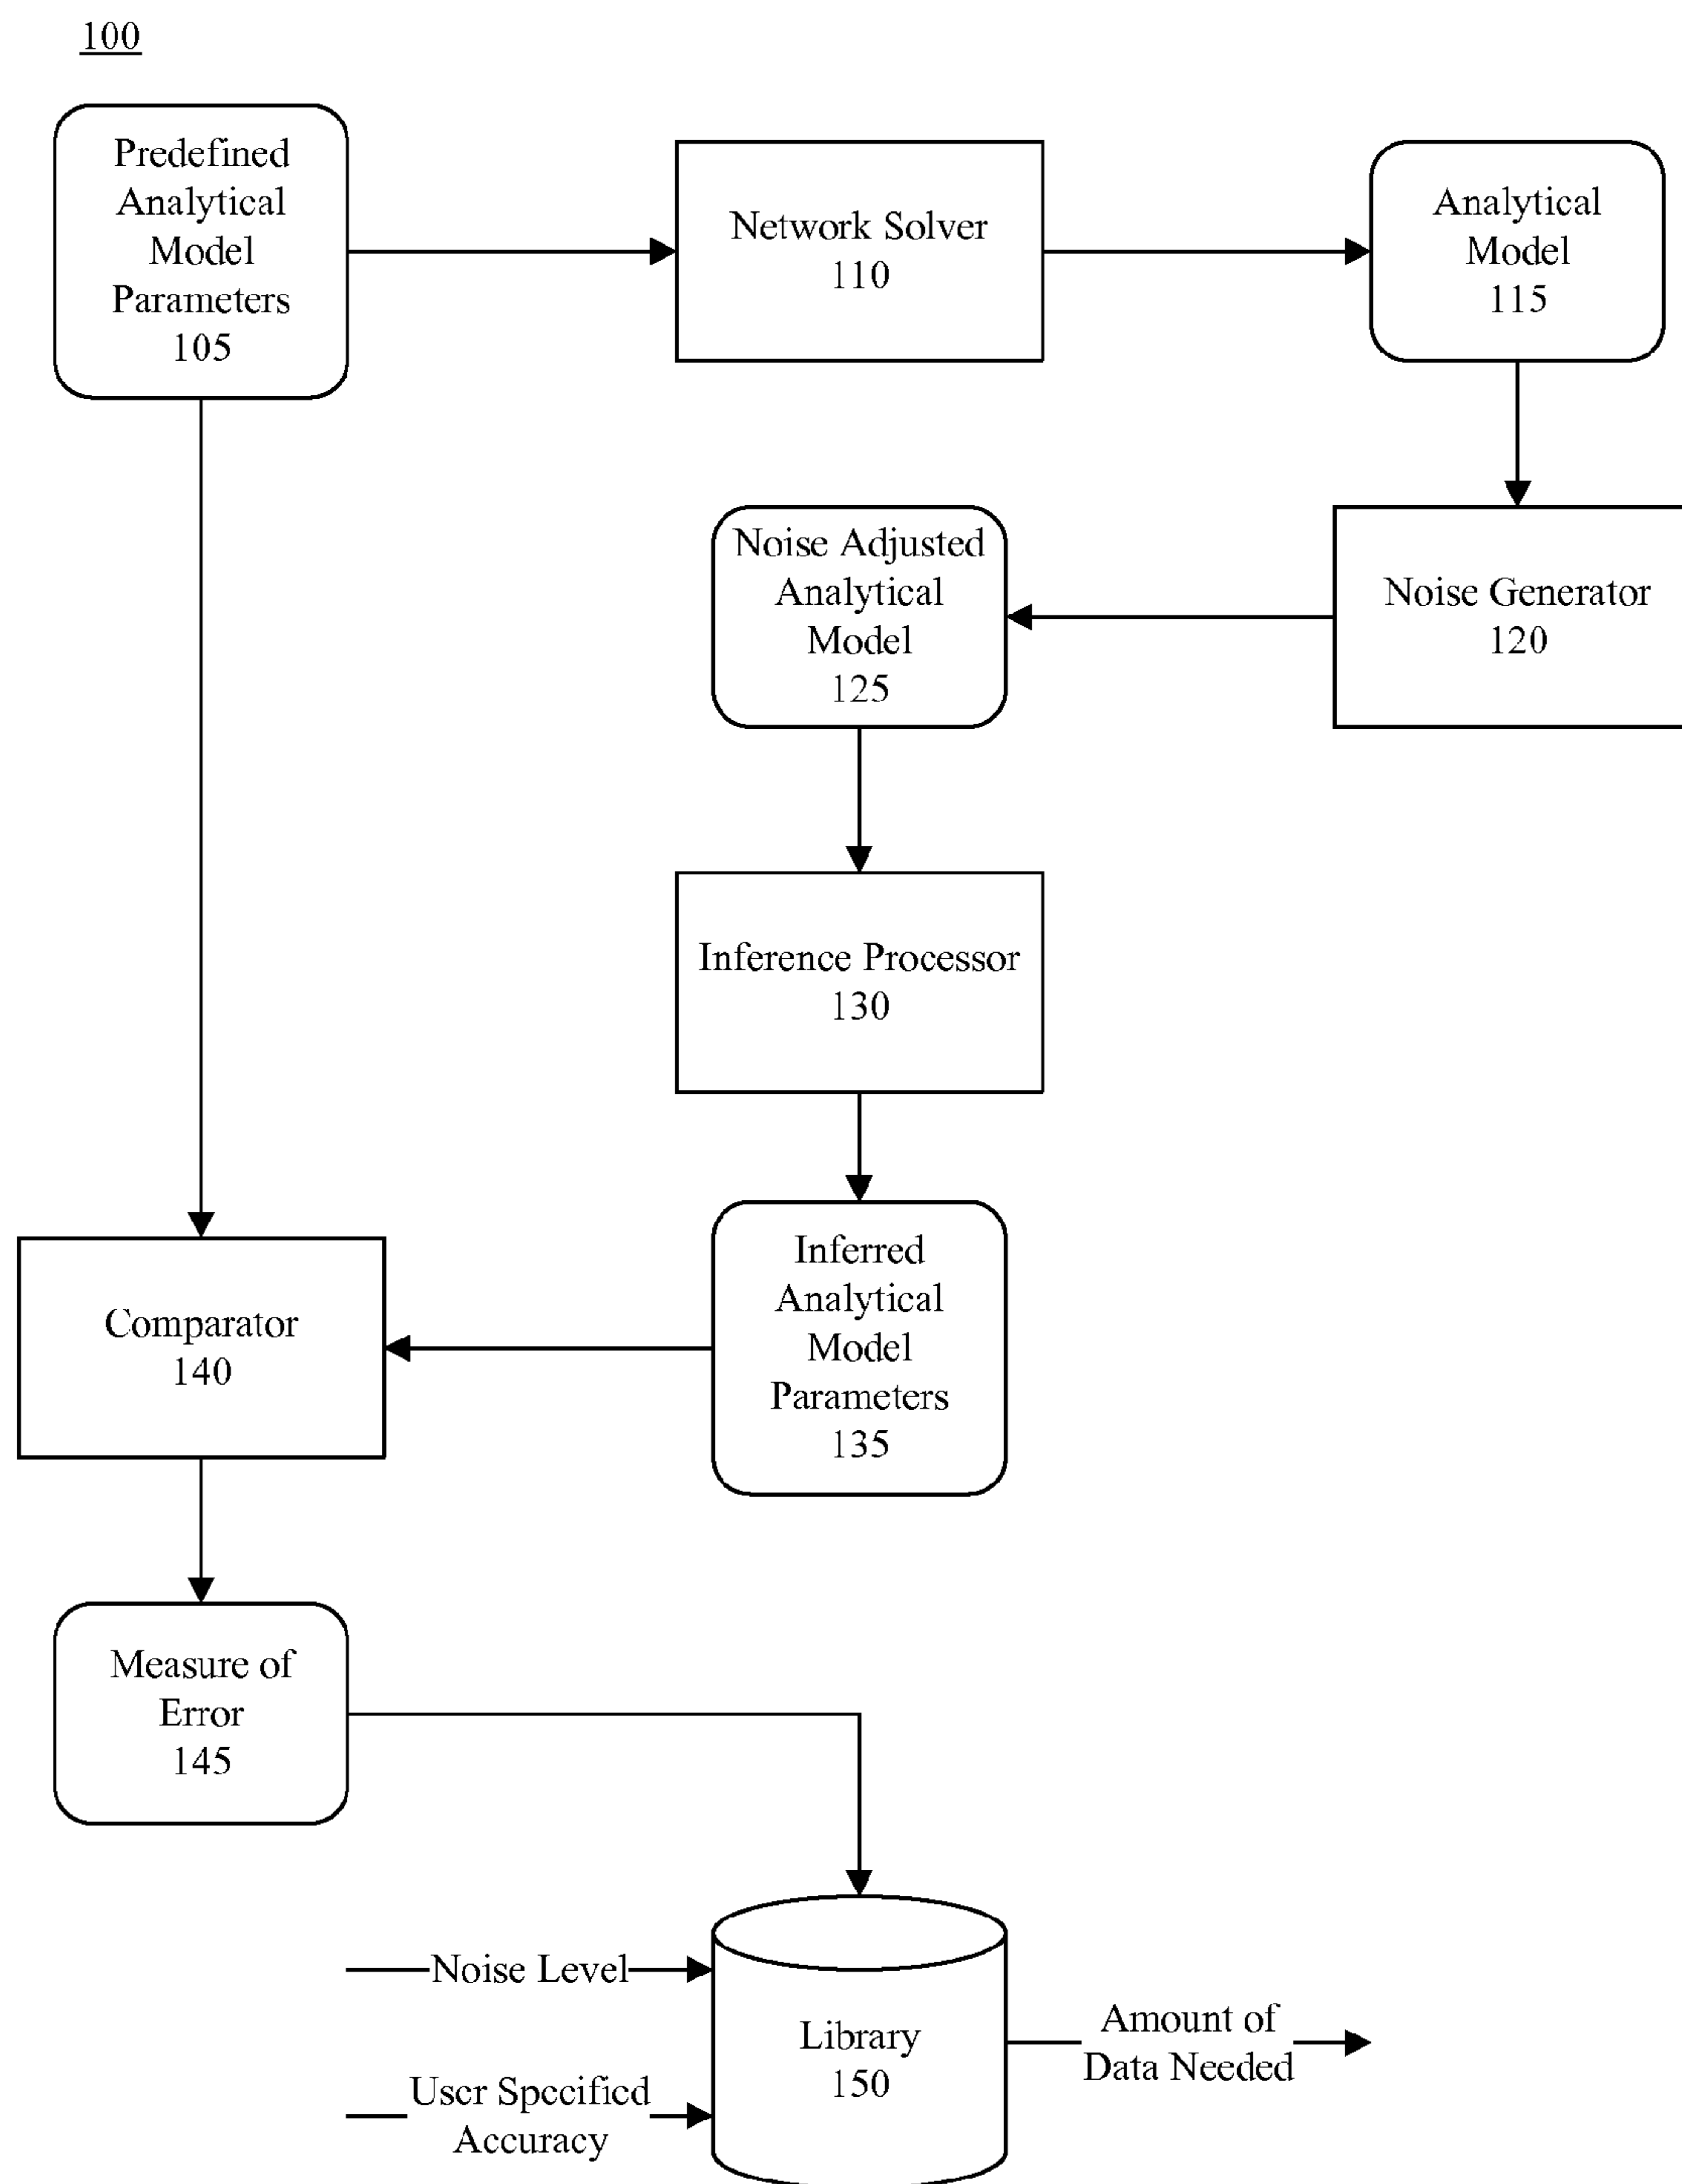 100
Predefined
Analytical
Model
Parameters
105
Network Solver
110
Analytical
Model
115
Noise Adjusted
Analytical
Model
125
Noise Generator
120
Inference Processor
130
Inferred
Analytical
Model
Parameters
135
Comparator
140
Measure of
Error
145
Noise Level
User Specified
Accuracy
Library
150
Amount of
Data Needed